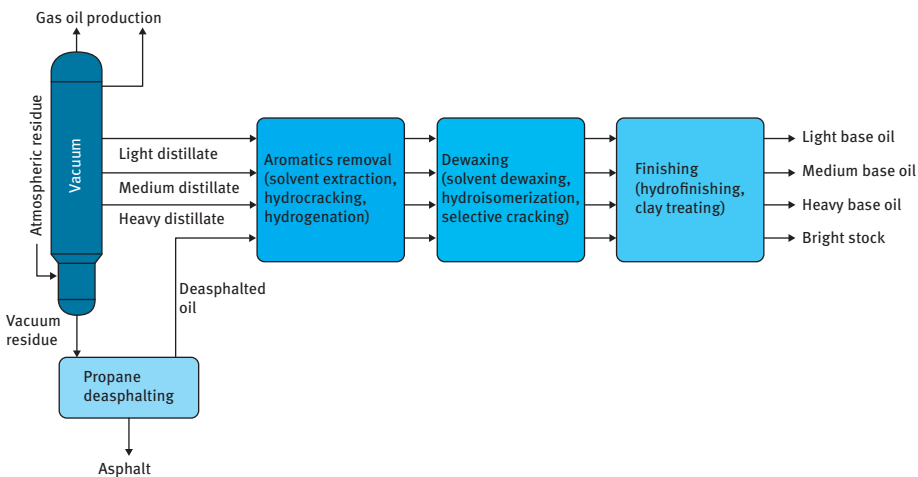 Gas oil production
Atmospheric residue
Vacuum
Light distillate
Medium distillate
Heavy distillate
Aromatics removal
(solvent extraction,
hydrocracking,
hydrogenation)
Dewaxing
(solvent dewaxing,
hydroisomerization,
selective cracking)
Finishing
(hydrofinishing,
clay treating)
Light base oil
Medium base oil
Heavy base oil
Bright stock
Deasphalted
oil
Vacuum
residue
Propane
deasphalting
Asphalt